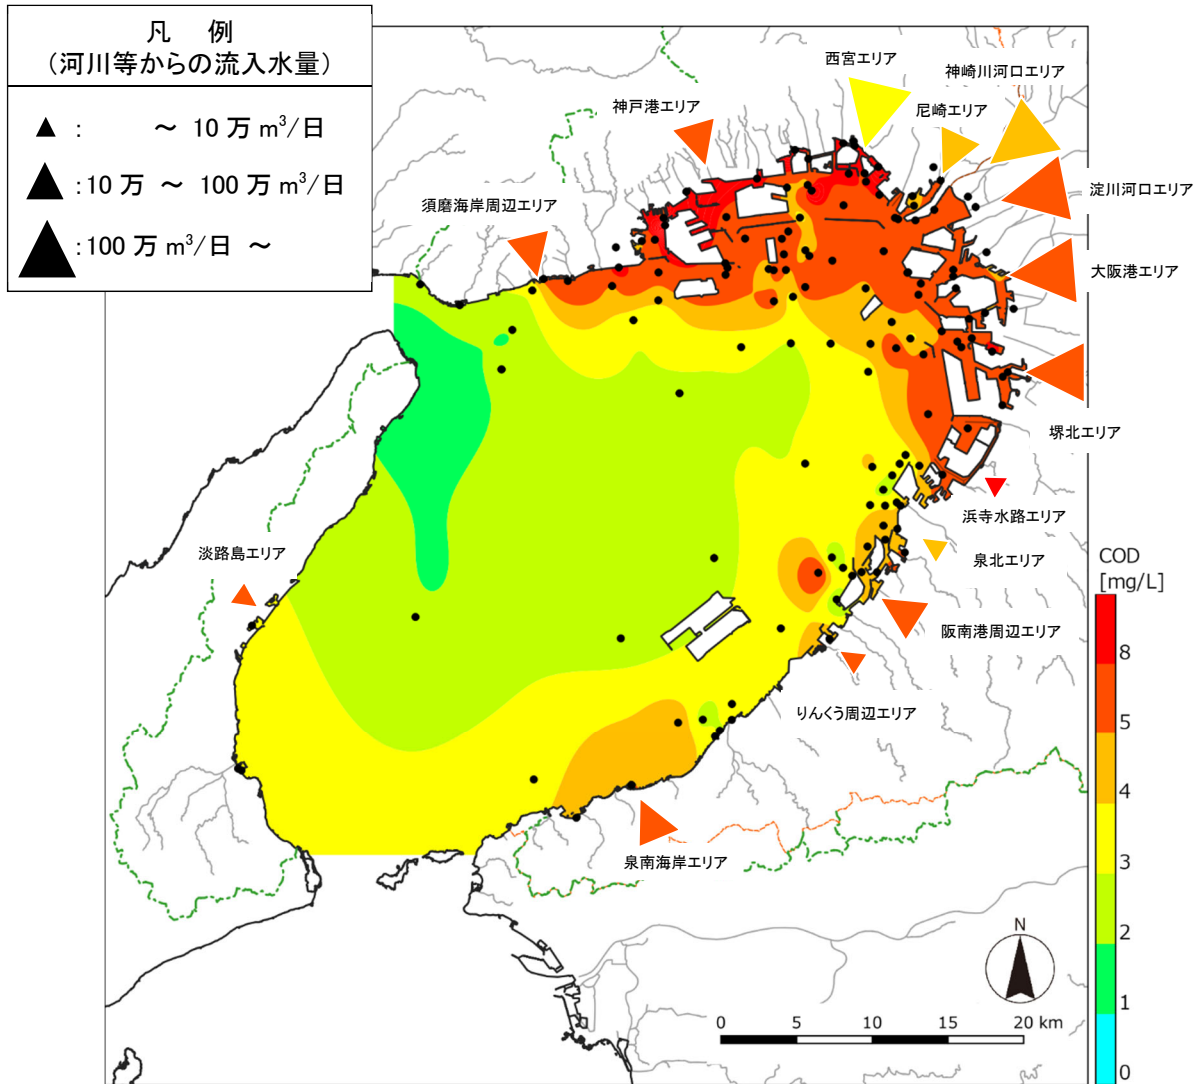 凡 例
（河川等からの流入水量）
： ～ 10 万 m³/日
：10 万 ～ 100 万 m³/日
：100 万 m³/日 ～
西宮エリア
神崎川河口エリア
神戸港エリア
尼崎エリア
淀川河口エリア
須磨海岸周辺エリア
大阪港エリア
堺北エリア
浜寺水路エリア
淡路島エリア
泉北エリア
阪南港周辺エリア
りんくう周辺エリア
泉南海岸エリア
COD
[mg/L]
8
5
4
3
2
1
0
N
0 5 10 15 20 km